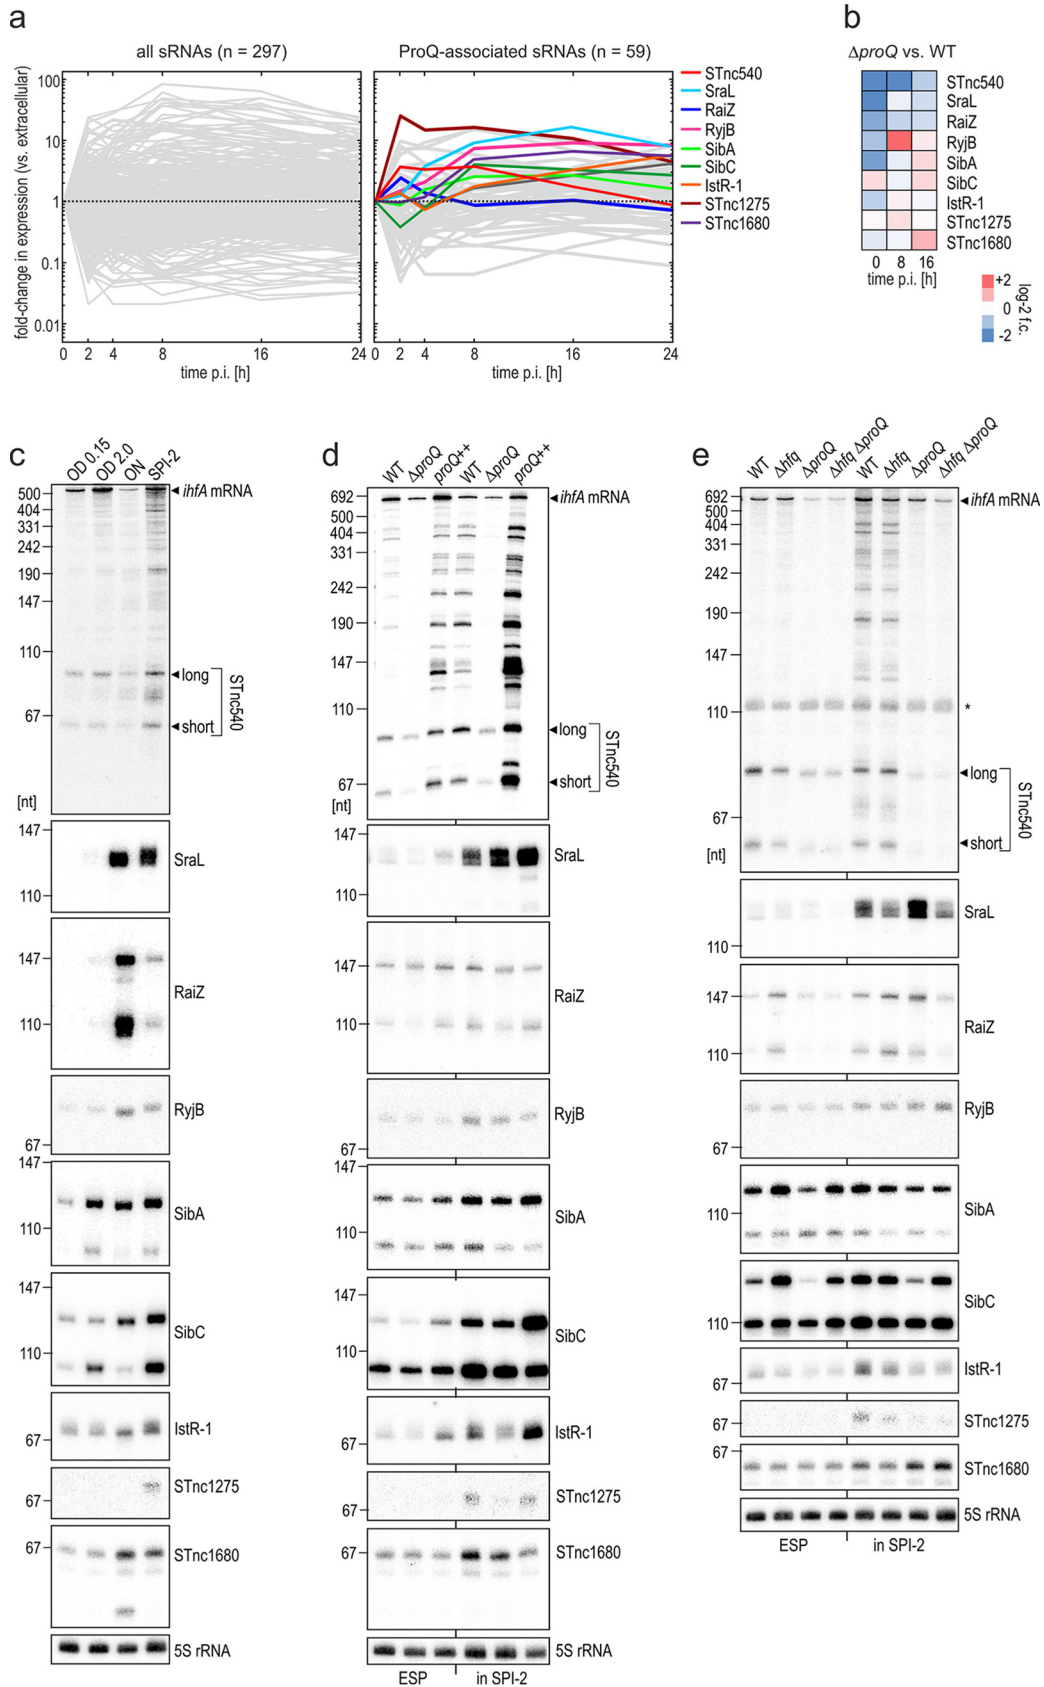 a
all sRNAs (n = 297)
ProQ-associated sRNAs (n = 59)
fold-change in expression (vs. extracellular)
100
10
1
0.1
0.01
0 2 4 8 16 24
time p.i. [h]
0 2 4 8 16 24
time p.i. [h]
STnc540
SraL
RaiZ
RyjB
SibA
SibC
IstR-1
STnc1275
STnc1680
b
ΔproQ vs. WT
STnc540
SraL
RaiZ
RyjB
SibA
SibC
IstR-1
STnc1275
STnc1680
0 8 16
time p.i. [h]
+2
0
-2
log-2 f.c.
c
OD 0.15
OD 2.0
ON
SPI-2
500
404
331
242
190
147
110
67
[nt]
ihfA mRNA
long
short
STnc540
147
110
SraL
147
110
RaiZ
67
RyjB
147
110
SibA
147
110
SibC
67
IstR-1
67
STnc1275
67
STnc1680
5S rRNA
d
WT
ΔproQ
proQ++
WT
ΔproQ
proQ++
692
500
404
331
242
190
147
110
67
[nt]
ihfA mRNA
long
short
STnc540
147
110
SraL
147
110
RaiZ
67
RyjB
147
110
SibA
147
110
SibC
67
IstR-1
67
STnc1275
67
STnc1680
5S rRNA
ESP
in SPI-2
e
WT
Δhfq
ΔproQ
Δhfq ΔproQ
WT
Δhfq
ΔproQ
Δhfq ΔproQ
692
500
404
331
242
190
147
110
67
[nt]
ihfA mRNA
*
long
short
STnc540
110
SraL
147
110
RaiZ
67
RyjB
110
SibA
110
SibC
67
IstR-1
67
STnc1275
67
STnc1680
5S rRNA
ESP
in SPI-2